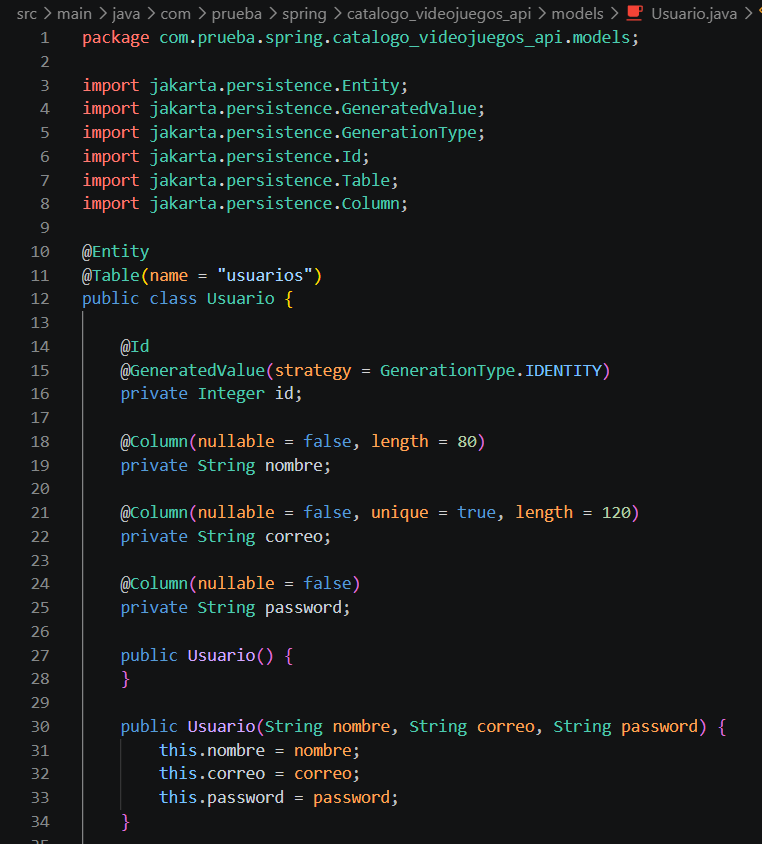 src > main > java > com > prueba > spring > catalogo_videojuegos_api > models > Usuario.java >
1 package com.prueba.spring.catalogo_videojuegos_api.models;
2
3 import jakarta.persistence.Entity;
4 import jakarta.persistence.GeneratedValue;
5 import jakarta.persistence.GenerationType;
6 import jakarta.persistence.Id;
7 import jakarta.persistence.Table;
8 import jakarta.persistence.Column;
9
10 @Entity
11 @Table(name = "usuarios")
12 public class Usuario {
13
14     @Id
15     @GeneratedValue(strategy = GenerationType.IDENTITY)
16     private Integer id;
17
18     @Column(nullable = false, length = 80)
19     private String nombre;
20
21     @Column(nullable = false, unique = true, length = 120)
22     private String correo;
23
24     @Column(nullable = false)
25     private String password;
26
27     public Usuario() {
28     }
29
30     public Usuario(String nombre, String correo, String password) {
31         this.nombre = nombre;
32         this.correo = correo;
33         this.password = password;
34     }